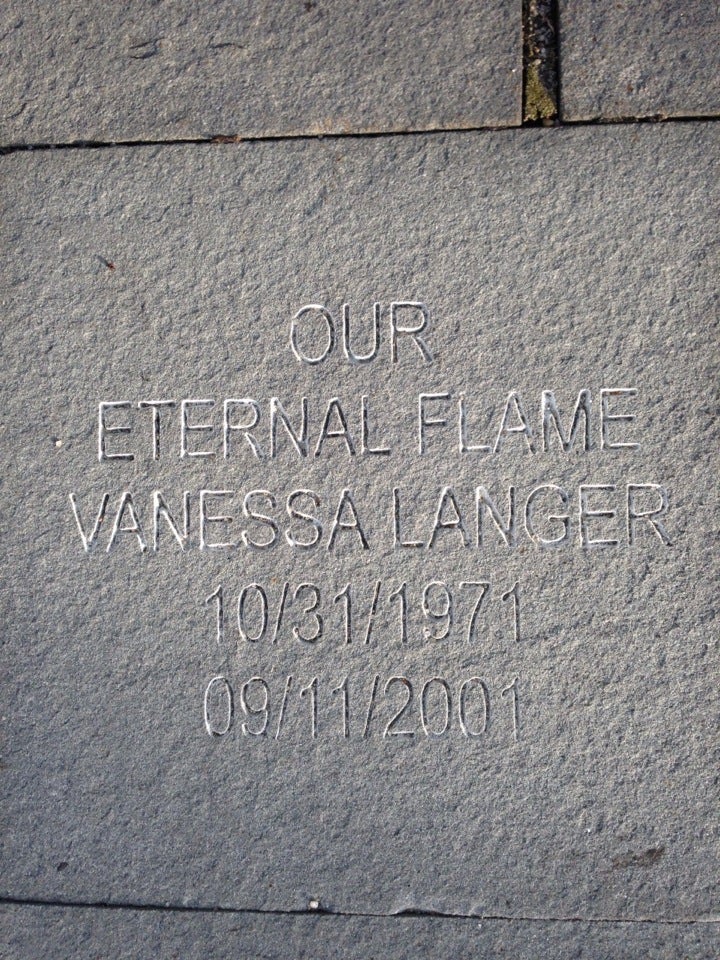 OUR
ETERNAL FLAME
VANESSA LANGER
10/31/1971
09/11/2001